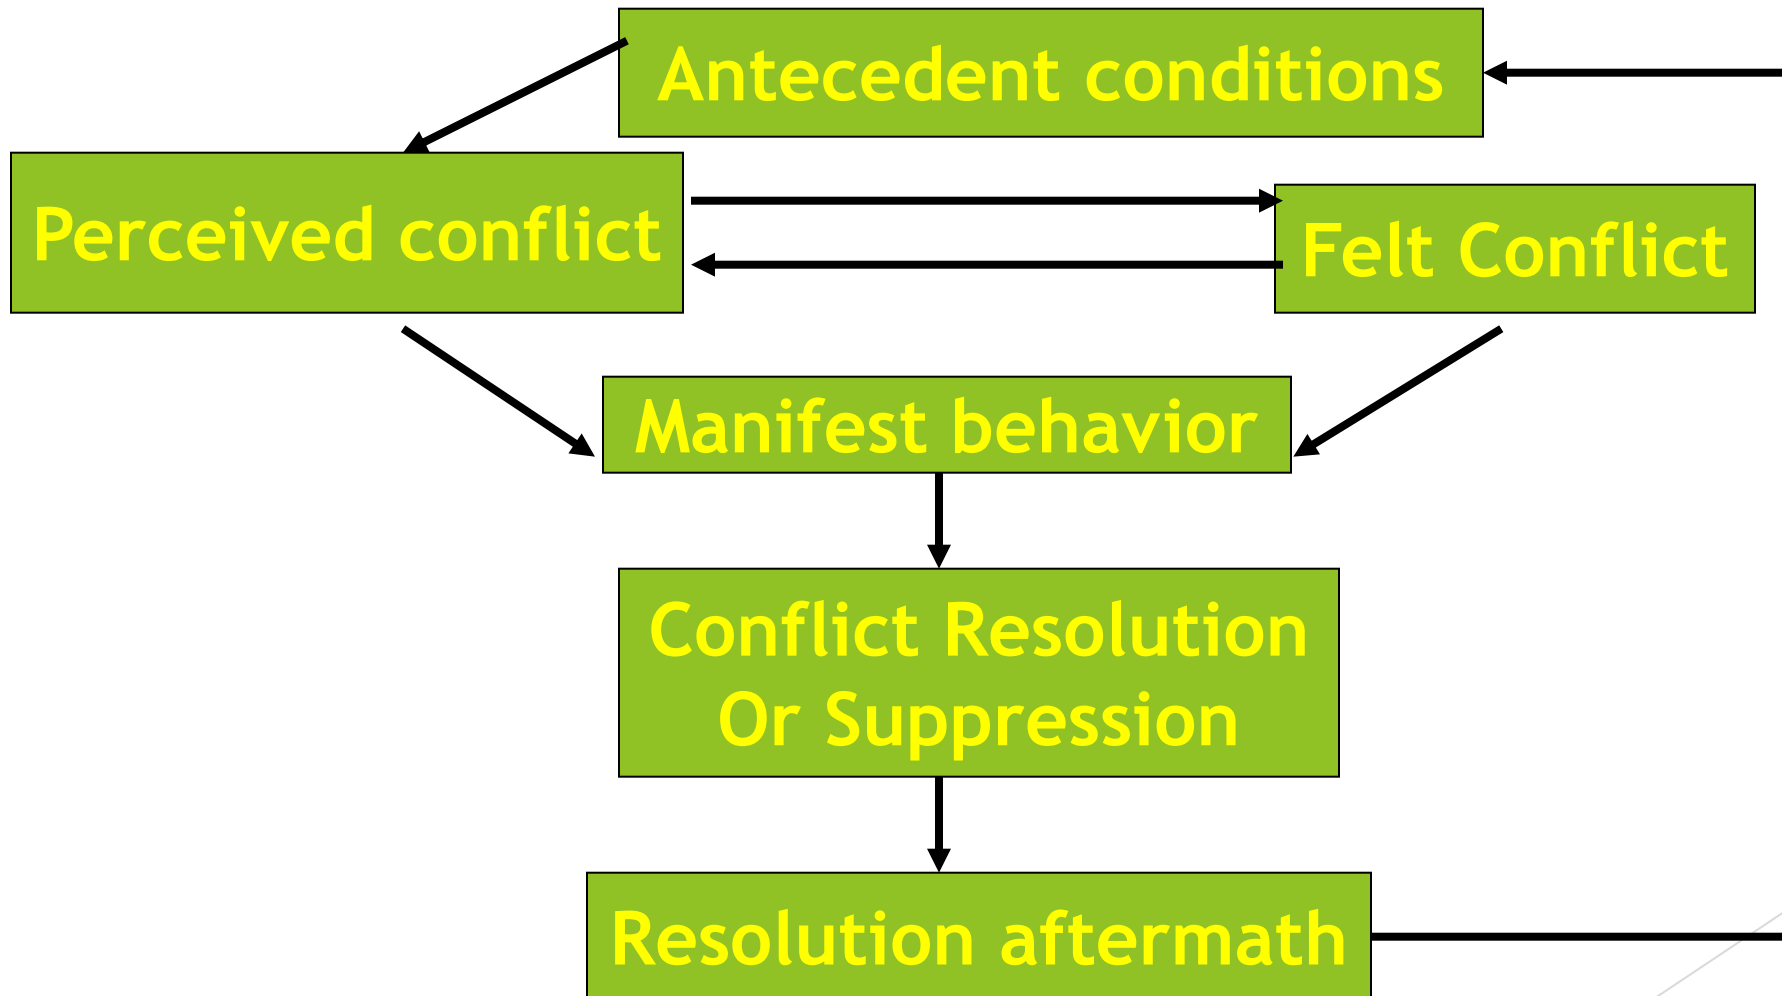 Antecedent conditions
Perceived conflict
Felt Conflict
Manifest behavior
Conflict Resolution
Or Suppression
Resolution aftermath